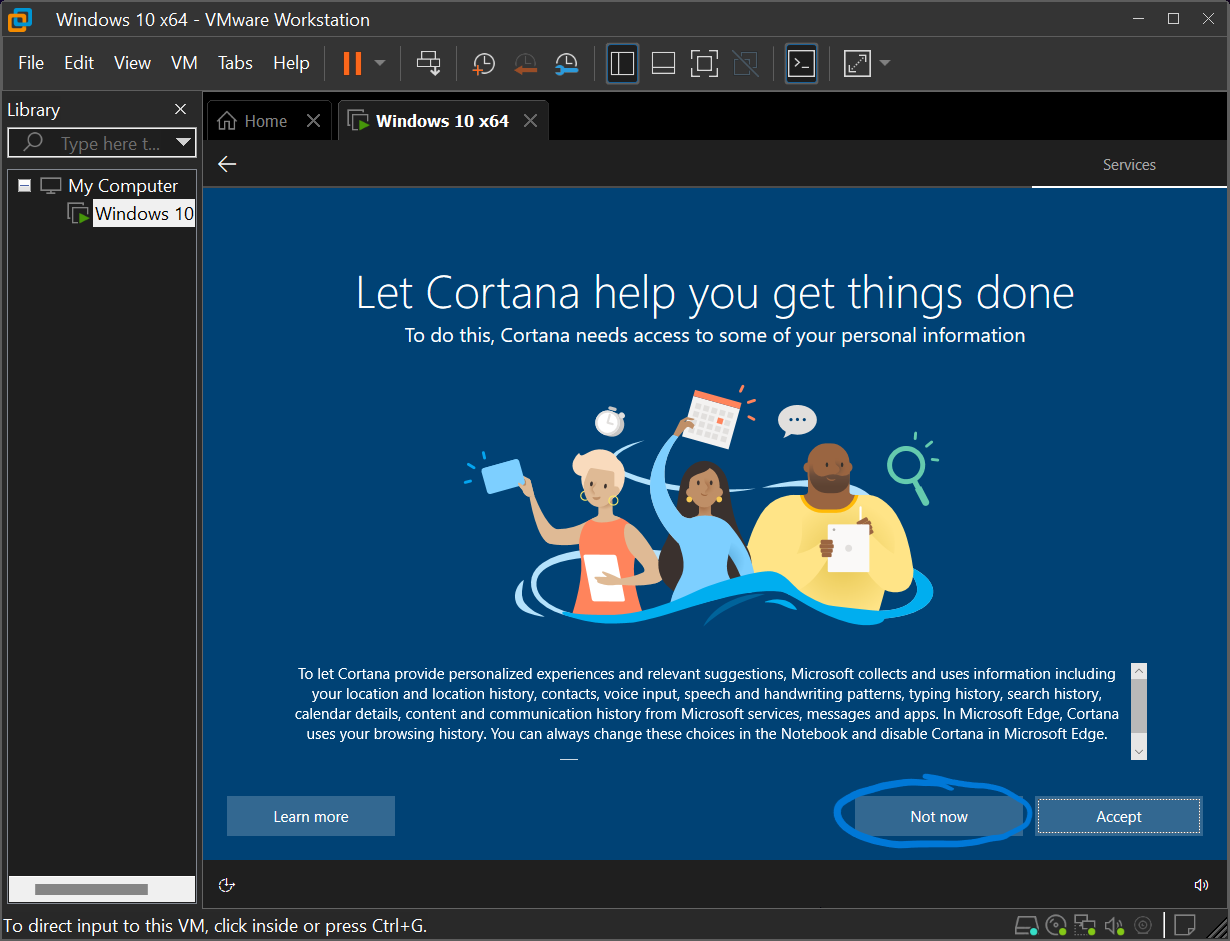 Windows 10 x64 - VMware Workstation
File Edit View VM Tabs Help
Library
Type here t...
My Computer
Windows 10
Home
Windows 10 x64
Services
Let Cortana help you get things done
To do this, Cortana needs access to some of your personal information
To let Cortana provide personalized experiences and relevant suggestions, Microsoft collects and uses information including
your location and location history, contacts, voice input, speech and handwriting patterns, typing history, search history,
calendar details, content and communication history from Microsoft services, messages and apps. In Microsoft Edge, Cortana
uses your browsing history. You can always change these choices in the Notebook and disable Cortana in Microsoft Edge.
Learn more
Not now
Accept
To direct input to this VM, click inside or press Ctrl+G.